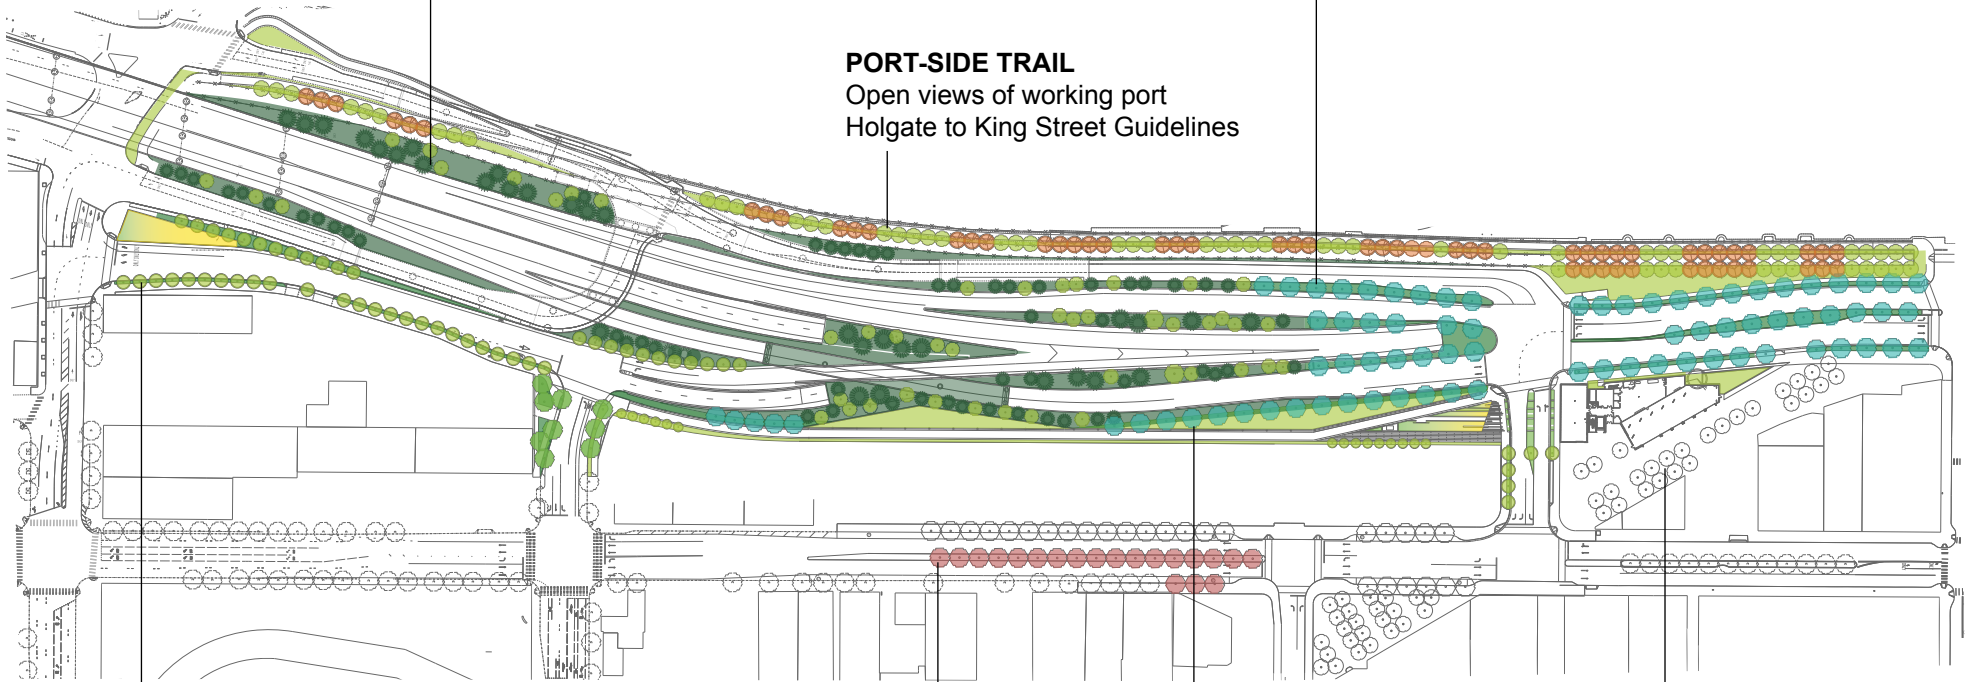 PORT-SIDE TRAIL
Open views of working port
Holgate to King Street Guidelines